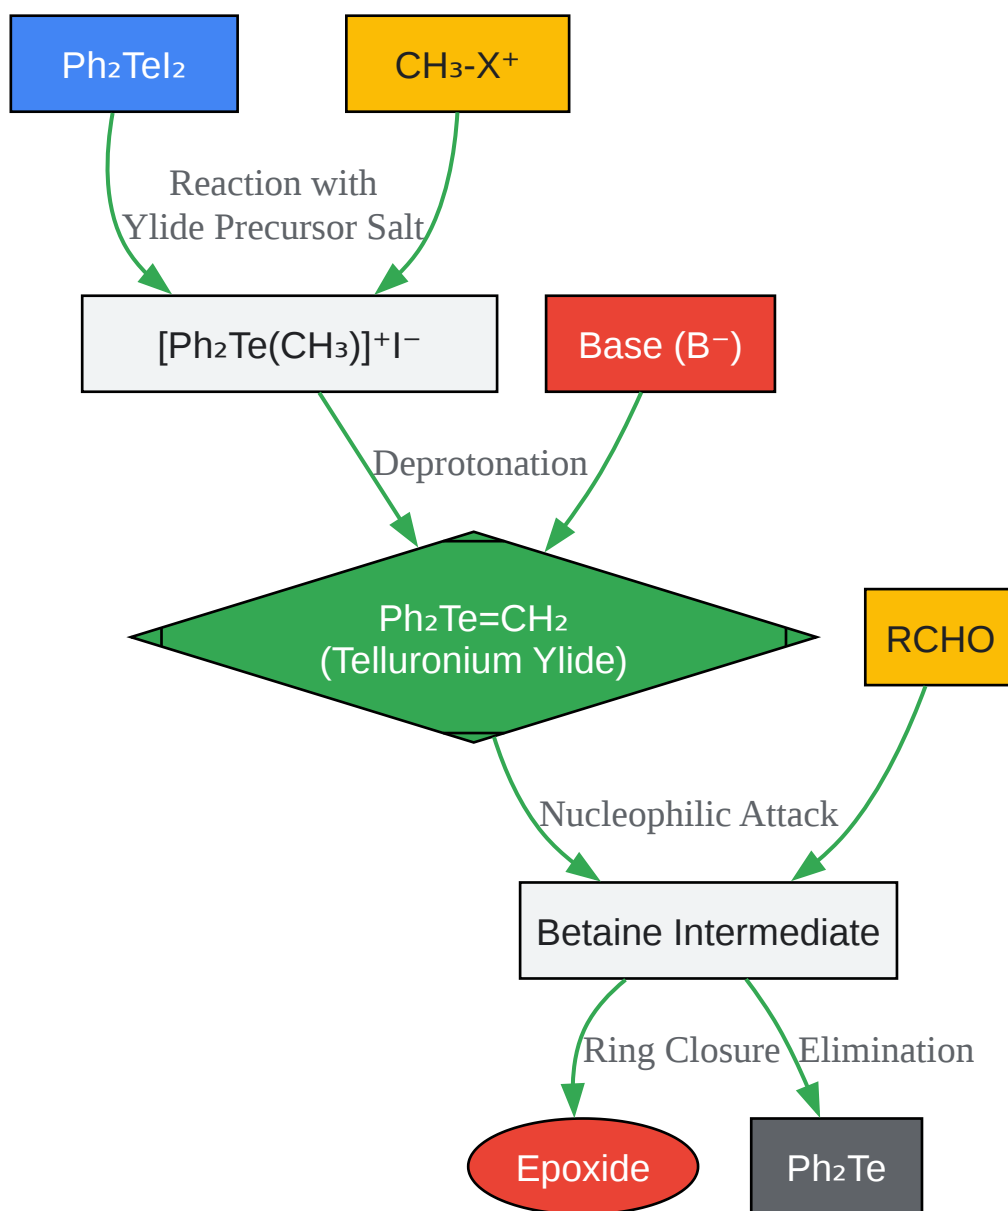 Ph₂TeI₂
CH₃-X⁺
Reaction with
Ylide Precursor Salt
[Ph₂Te(CH₃)]⁺I⁻
Base (B⁻)
Deprotonation
Ph₂Te=CH₂
(Telluronium Ylide)
RCHO
Nucleophilic Attack
Betaine Intermediate
Ring Closure
Elimination
Epoxide
Ph₂Te